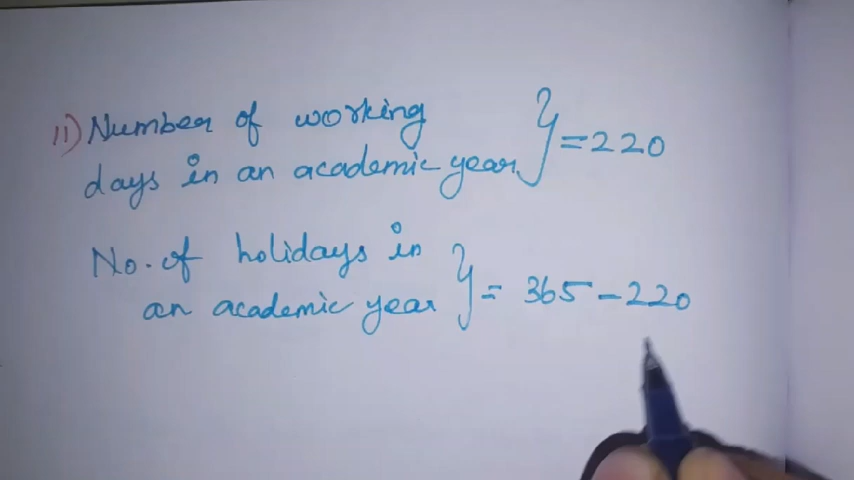 11) Number of working
days in an academic year } = 220
No. of holidays in
an academic year } = 365 - 220